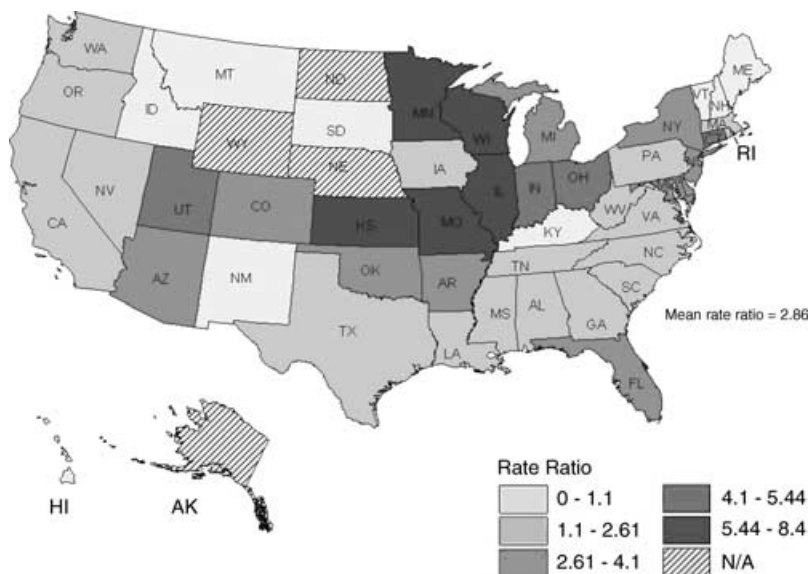 WA
MT
ND
MN
ME
VT
NH
OR
ID
SD
WI
MI
NY
MA
WY
RI
IA
PA
NE
NV
UT
CO
IL
IN
OH
NJ
WV
VA
CA
KS
MO
KY
NC
TN
AZ
NM
OK
AR
SC
MS
AL
GA
Mean rate ratio = 2.86
TX
LA
FL
HI
AK
Rate Ratio
0 - 1.1
4.1 - 5.44
1.1 - 2.61
5.44 - 8.4
2.61 - 4.1
N/A